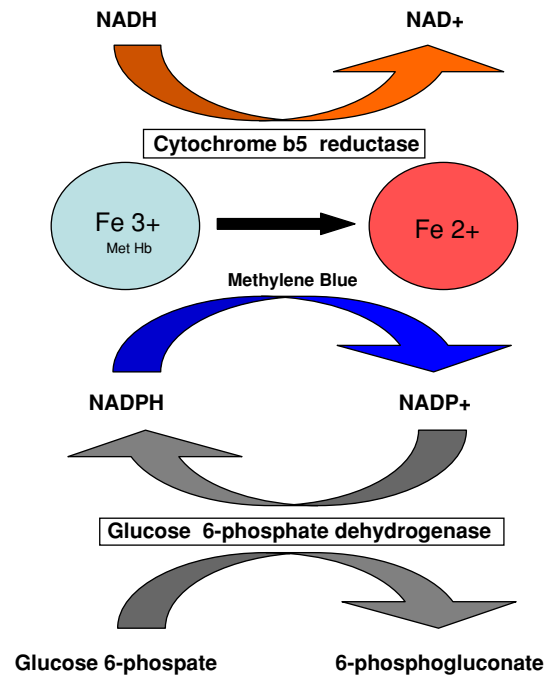 NADH NAD+
Cytochrome b5 reductase
Fe 3+ Fe 2+
Met Hb
Methylene Blue
NADPH NADP+
Glucose 6-phosphate dehydrogenase
Glucose 6-phospate 6-phosphogluconate